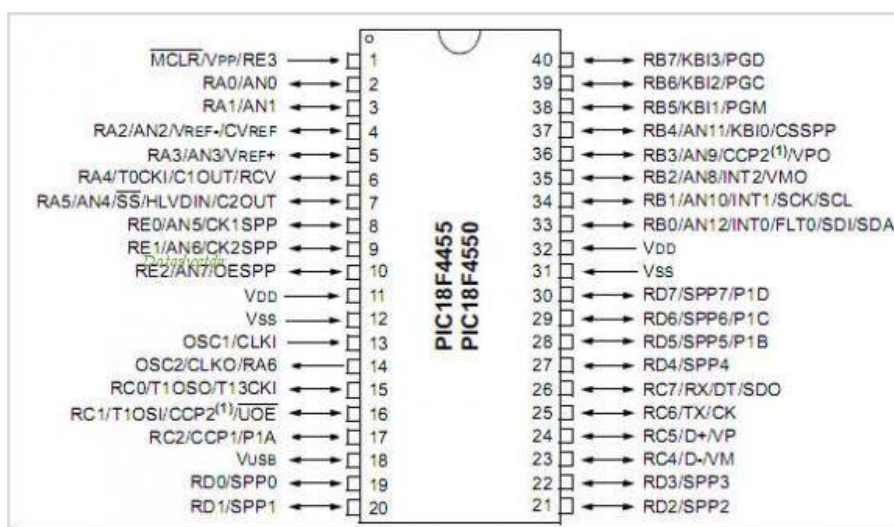 MCLR/VPP/RE3 1
RA0/AN0 2
RA1/AN1 3
RA2/AN2/VREF-/CVREF 4
RA3/AN3/VREF+ 5
RA4/T0CKI/C1OUT/RCV 6
RA5/AN4/SS/HLVDIN/C2OUT 7
RE0/AN5/CK1SPP 8
RE1/AN6/CK2SPP 9
RE2/AN7/OESPP 10
VDD 11
VSS 12
OSC1/CLKI 13
OSC2/CLKO/RA6 14
RC0/T1OSO/T13CKI 15
RC1/T1OSI/CCP2(1)/UOE 16
RC2/CCP1/P1A 17
VUSB 18
RD0/SPP0 19
RD1/SPP1 20
PIC18F4455
PIC18F4550
40 RB7/KBI3/PGD
39 RB6/KBI2/PGC
38 RB5/KBI1/PGM
37 RB4/AN11/KBI0/CSSPP
36 RB3/AN9/CCP2(1)/VPO
35 RB2/AN8/INT2/VMO
34 RB1/AN10/INT1/SCK/SCL
33 RB0/AN12/INT0/FLT0/SDI/SDA
32 VDD
31 VSS
30 RD7/SPP7/P1D
29 RD6/SPP6/P1C
28 RD5/SPP5/P1B
27 RD4/SPP4
26 RC7/RX/DT/SDO
25 RC6/TX/CK
24 RC5/D+/VP
23 RC4/D-/VM
22 RD3/SPP3
21 RD2/SPP2